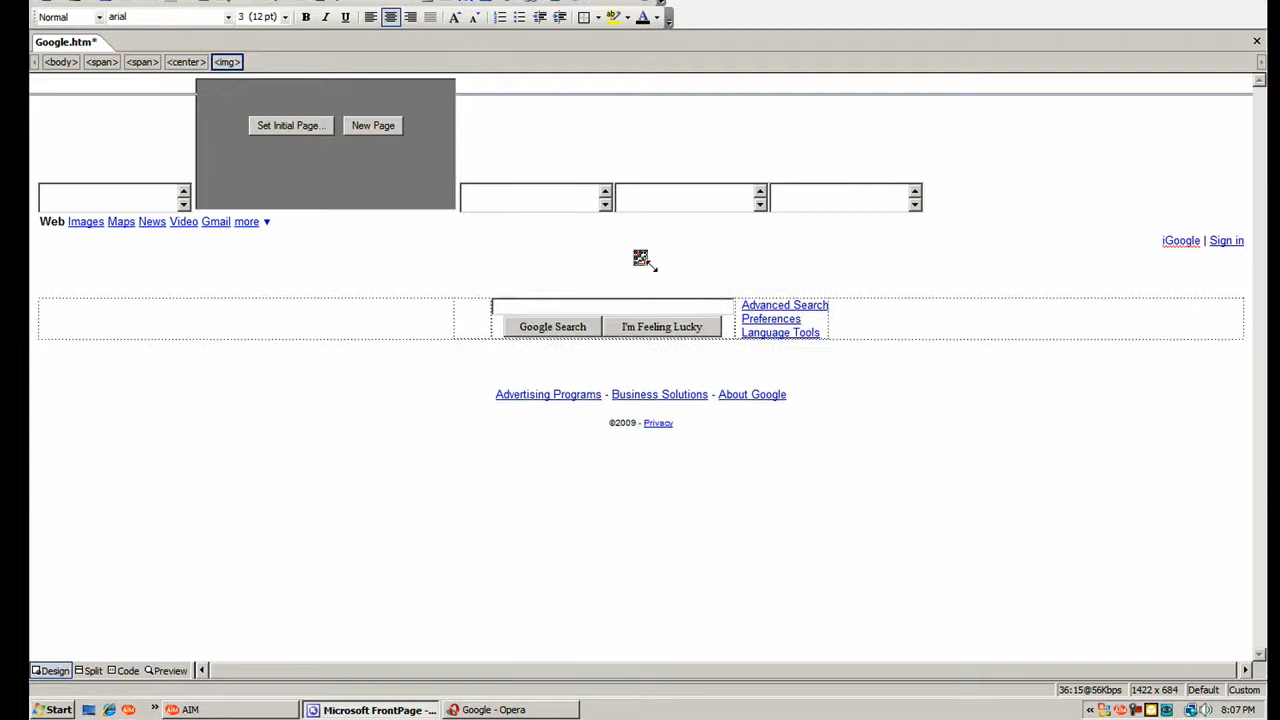 Normal arial 3 (12 pt) B I U A A A
Google.htm*
<body> <span> <span> <center> <img>
Set Initial Page... New Page
Web Images Maps News Video Gmail more
iGoogle | Sign in
Advanced Search
Preferences
Google Search I'm Feeling Lucky
Language Tools
Advertising Programs - Business Solutions - About Google
©2009 - Privacy
Design Split Code Preview
36:15@56Kbps 1422 x 684 Default Custom
Start AIM Microsoft FrontPage -... Google - Opera 8:07 PM